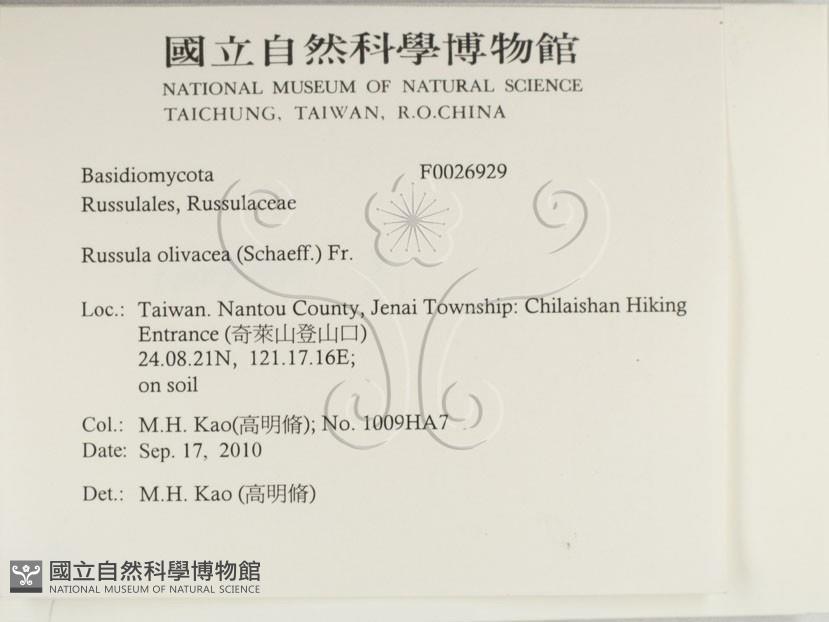 國立自然科學博物館
NATIONAL MUSEUM OF NATURAL SCIENCE
TAICHUNG, TAIWAN, R.O.CHINA
Basidiomycota F0026929
Russulales, Russulaceae
Russula olivacea (Schaeff.) Fr.
Loc.: Taiwan. Nantou County, Jenai Township: Chilaishan Hiking
Entrance (奇萊山登山口)
24.08.21N, 121.17.16E;
on soil
Col.: M.H. Kao(高明脩); No. 1009HA7
Date: Sep. 17, 2010
Det.: M.H. Kao (高明脩)
國立自然科學博物館
NATIONAL MUSEUM OF NATURAL SCIENCE